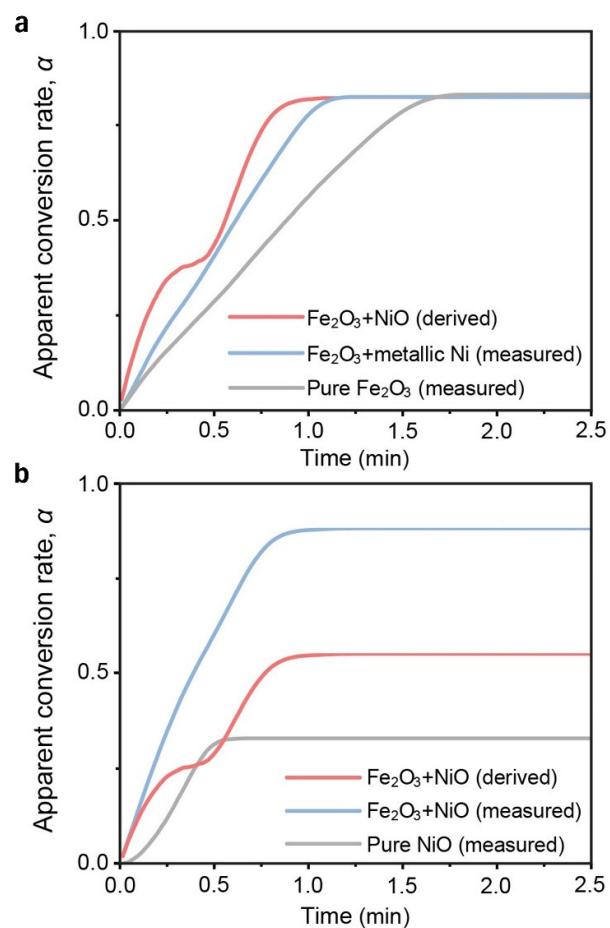 a
Apparent conversion rate, α
1.0
0.5
0.0
Fe₂O₃+NiO (derived)
Fe₂O₃+metallic Ni (measured)
Pure Fe₂O₃ (measured)
0.0 0.5 1.0 1.5 2.0 2.5
Time (min)
b
Apparent conversion rate, α
1.0
0.5
0.0
Fe₂O₃+NiO (derived)
Fe₂O₃+NiO (measured)
Pure NiO (measured)
0.0 0.5 1.0 1.5 2.0 2.5
Time (min)